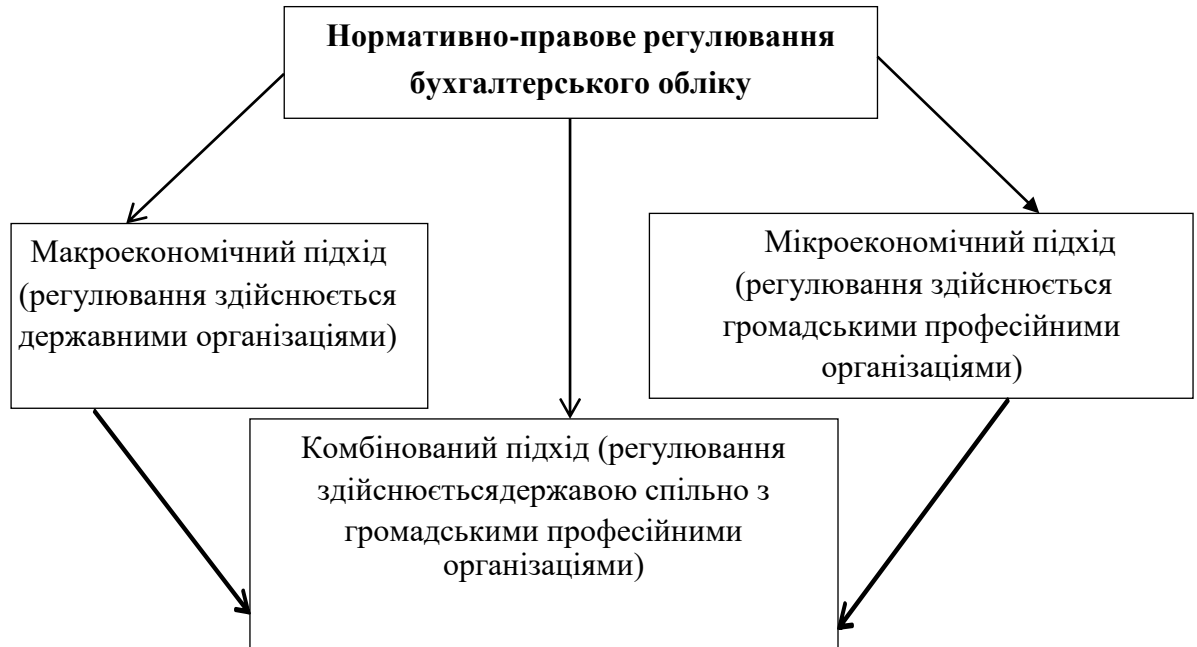 Нормативно-правове регулювання
бухгалтерського обліку
Макроекономічний підхід
(регулювання здійснюється
державними організаціями)
Мікроекономічний підхід
(регулювання здійснюється
громадськими професійними
організаціями)
Комбінований підхід (регулювання
здійснюєтьсядержавою спільно з
громадськими професійними
організаціями)